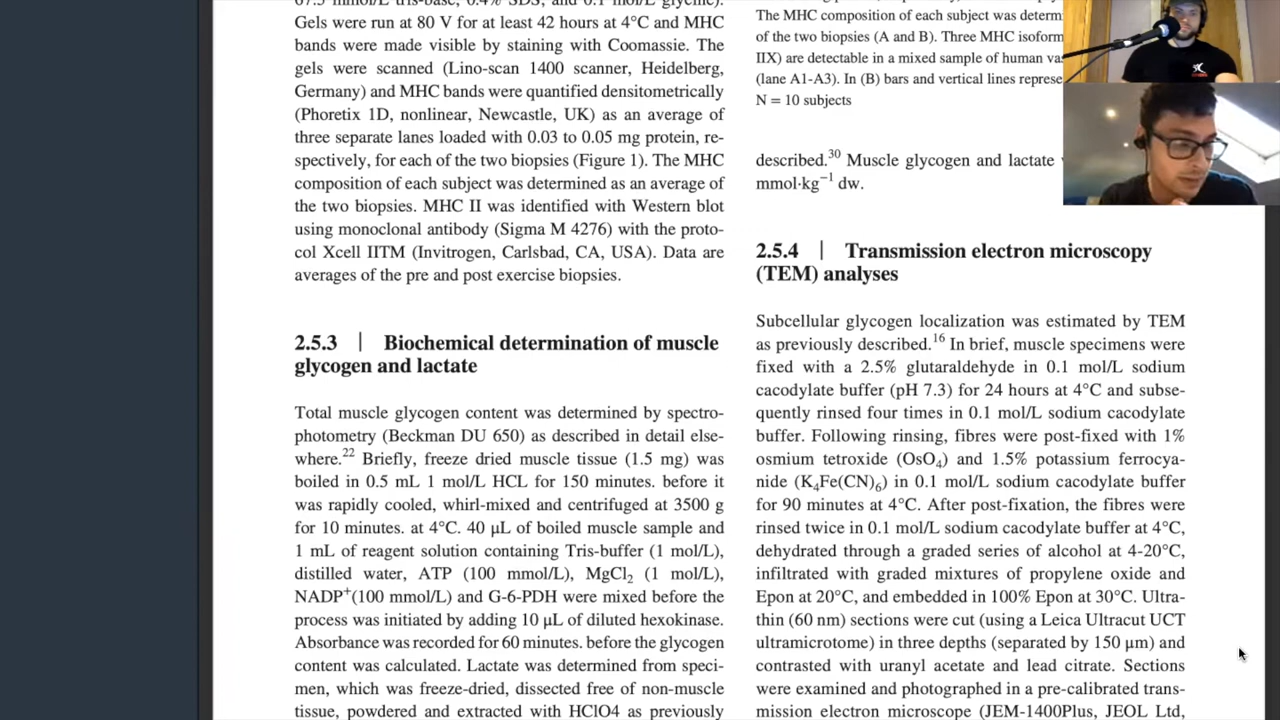 67.5 mmol/L tris-base, 0.4% SDS, and 0.1 mol/L glycine).
Gels were run at 80 V for at least 42 hours at 4°C and MHC
bands were made visible by staining with Coomassie. The
gels were scanned (Lino-scan 1400 scanner, Heidelberg,
Germany) and MHC bands were quantified densitometrically
(Phoretix 1D, nonlinear, Newcastle, UK) as an average of
three separate lanes loaded with 0.03 to 0.05 mg protein, re-
spectively, for each of the two biopsies (Figure 1). The MHC
composition of each subject was determined as an average of
the two biopsies. MHC II was identified with Western blot
using monoclonal antibody (Sigma M 4276) with the proto-
col Xcell IITM (Invitrogen, Carlsbad, CA, USA). Data are
averages of the pre and post exercise biopsies.
2.5.3 | Biochemical determination of muscle
glycogen and lactate
Total muscle glycogen content was determined by spectro-
photometry (Beckman DU 650) as described in detail else-
where.22 Briefly, freeze dried muscle tissue (1.5 mg) was
boiled in 0.5 mL 1 mol/L HCL for 150 minutes. before it
was rapidly cooled, whirl-mixed and centrifuged at 3500 g
for 10 minutes. at 4°C. 40 µL of boiled muscle sample and
1 mL of reagent solution containing Tris-buffer (1 mol/L),
distilled water, ATP (100 mmol/L), MgCl2 (1 mol/L),
NADP+(100 mmol/L) and G-6-PDH were mixed before the
process was initiated by adding 10 µL of diluted hexokinase.
Absorbance was recorded for 60 minutes. before the glycogen
content was calculated. Lactate was determined from speci-
men, which was freeze-dried, dissected free of non-muscle
tissue, powdered and extracted with HClO4 as previously
The MHC composition of each subject was determ
of the two biopsies (A and B). Three MHC isoform
IIX) are detectable in a mixed sample of human va
(lane A1-A3). In (B) bars and vertical lines represe
N = 10 subjects
described.30 Muscle glycogen and lactate
mmol·kg−1 dw.
2.5.4 | Transmission electron microscopy
(TEM) analyses
Subcellular glycogen localization was estimated by TEM
as previously described.16 In brief, muscle specimens were
fixed with a 2.5% glutaraldehyde in 0.1 mol/L sodium
cacodylate buffer (pH 7.3) for 24 hours at 4°C and subse-
quently rinsed four times in 0.1 mol/L sodium cacodylate
buffer. Following rinsing, fibres were post-fixed with 1%
osmium tetroxide (OsO4) and 1.5% potassium ferrocya-
nide (K4Fe(CN)6) in 0.1 mol/L sodium cacodylate buffer
for 90 minutes at 4°C. After post-fixation, the fibres were
rinsed twice in 0.1 mol/L sodium cacodylate buffer at 4°C,
dehydrated through a graded series of alcohol at 4-20°C,
infiltrated with graded mixtures of propylene oxide and
Epon at 20°C, and embedded in 100% Epon at 30°C. Ultra-
thin (60 nm) sections were cut (using a Leica Ultracut UCT
ultramicrotome) in three depths (separated by 150 µm) and
contrasted with uranyl acetate and lead citrate. Sections
were examined and photographed in a pre-calibrated trans-
mission electron microscope (JEM-1400Plus, JEOL Ltd,